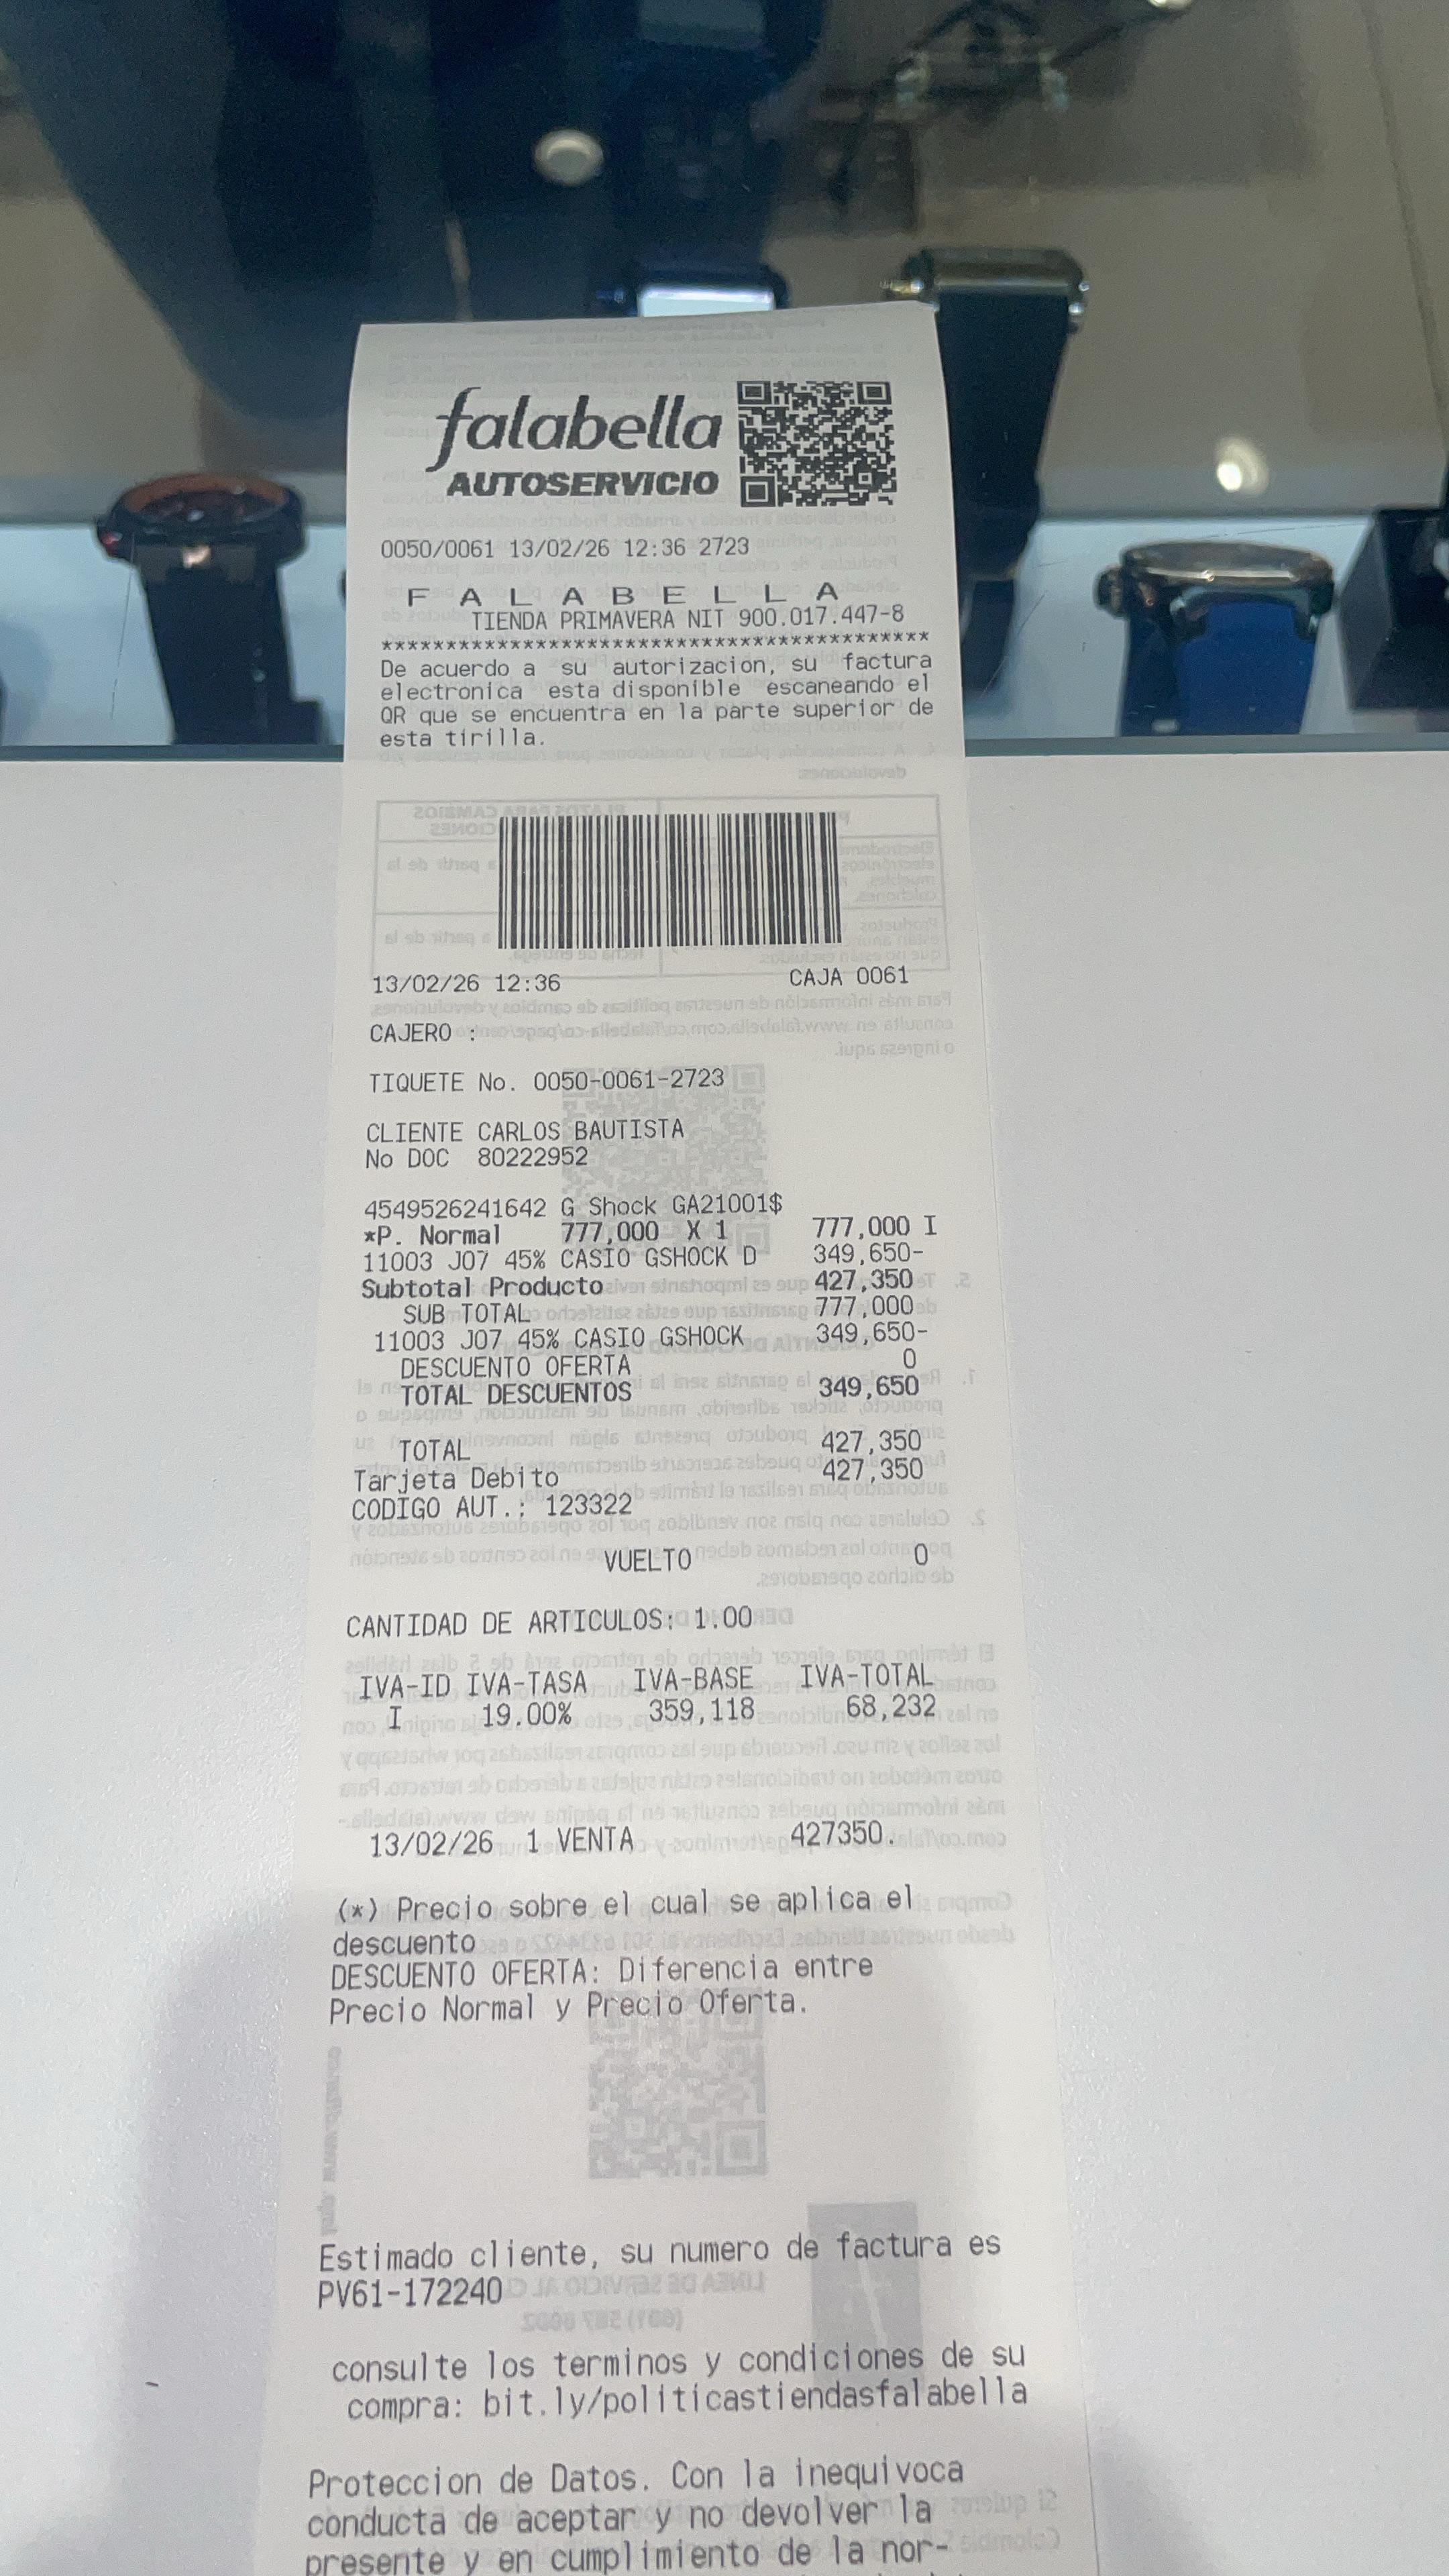 falabella
AUTOSERVICIO
0050/0061 13/02/26 12:36 2723
F A L A B E L L A
TIENDA PRIMAVERA NIT 900.017.447-8
*******************************************
De acuerdo a su autorizacion, su factura
electronica esta disponible escaneando el
QR que se encuentra en la parte superior de
esta tirilla.
13/02/26 12:36 CAJA 0061
CAJERO :
TIQUETE No. 0050-0061-2723
CLIENTE CARLOS BAUTISTA
No DOC 80222952
4549526241642 G Shock GA21001$
*P. Normal 777,000 X 1 777,000 I
11003 J07 45% CASIO GSHOCK D 349,650-
Subtotal Producto 427,350
SUB TOTAL 777,000
11003 J07 45% CASIO GSHOCK 349,650-
DESCUENTO OFERTA 0
TOTAL DESCUENTOS 349,650
TOTAL 427,350
Tarjeta Debito 427,350
CODIGO AUT.: 123322
VUELTO 0
CANTIDAD DE ARTICULOS: 1.00
IVA-ID IVA-TASA IVA-BASE IVA-TOTAL
I 19.00% 359,118 68,232
13/02/26 1 VENTA 427350.
(*) Precio sobre el cual se aplica el
descuento
DESCUENTO OFERTA: Diferencia entre
Precio Normal y Precio Oferta.
Estimado cliente, su numero de factura es
PV61-172240
consulte los terminos y condiciones de su
compra: bit.ly/politicastiendasfalabella
Proteccion de Datos. Con la inequivoca
conducta de aceptar y no devolver la
presente y en cumplimiento de la nor-